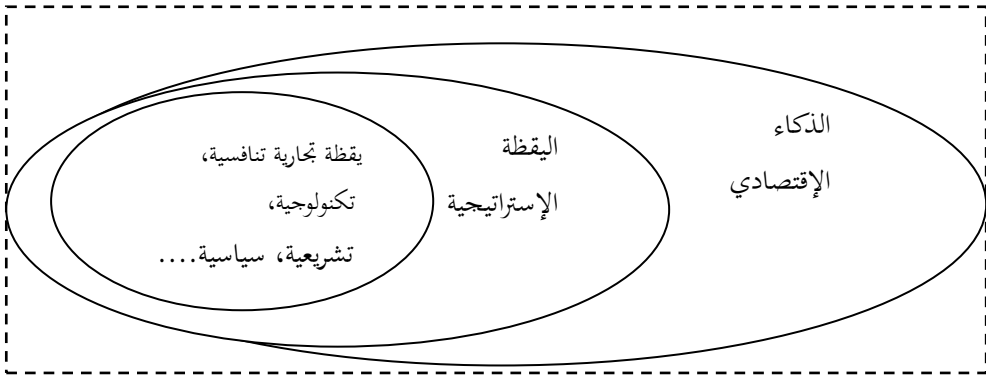 الذكاء
الإقتصادي
اليقظة
الإستراتيجية
يقظة تجارية تنافسية،
تكنولوجية،
تشريعية، سياسية....